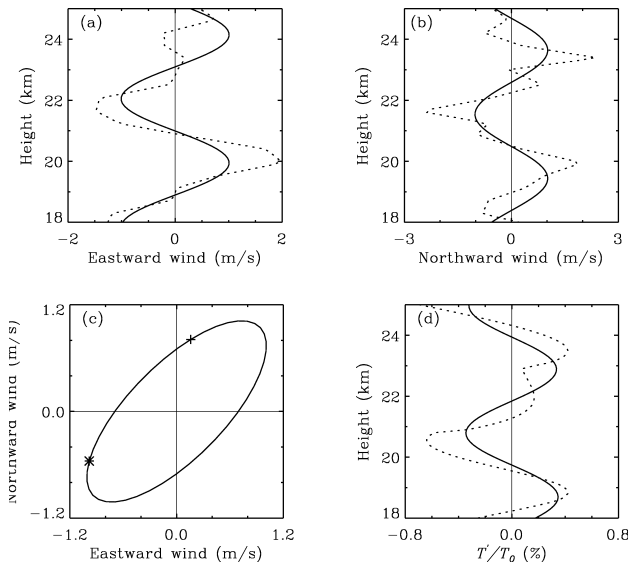 (a)
24
22
20
18
Height (km)
-2
0
2
Eastward wind (m/s)
(b)
24
22
20
18
Height (km)
-3
0
3
Northward wind (m/s)
(c)
1.2
0.0
-1.2
Northward wind (m/s)
-1.2
0.0
1.2
Eastward wind (m/s)
(d)
24
22
20
18
Height (km)
-0.8
0.0
0.8
T'/T0 (%)